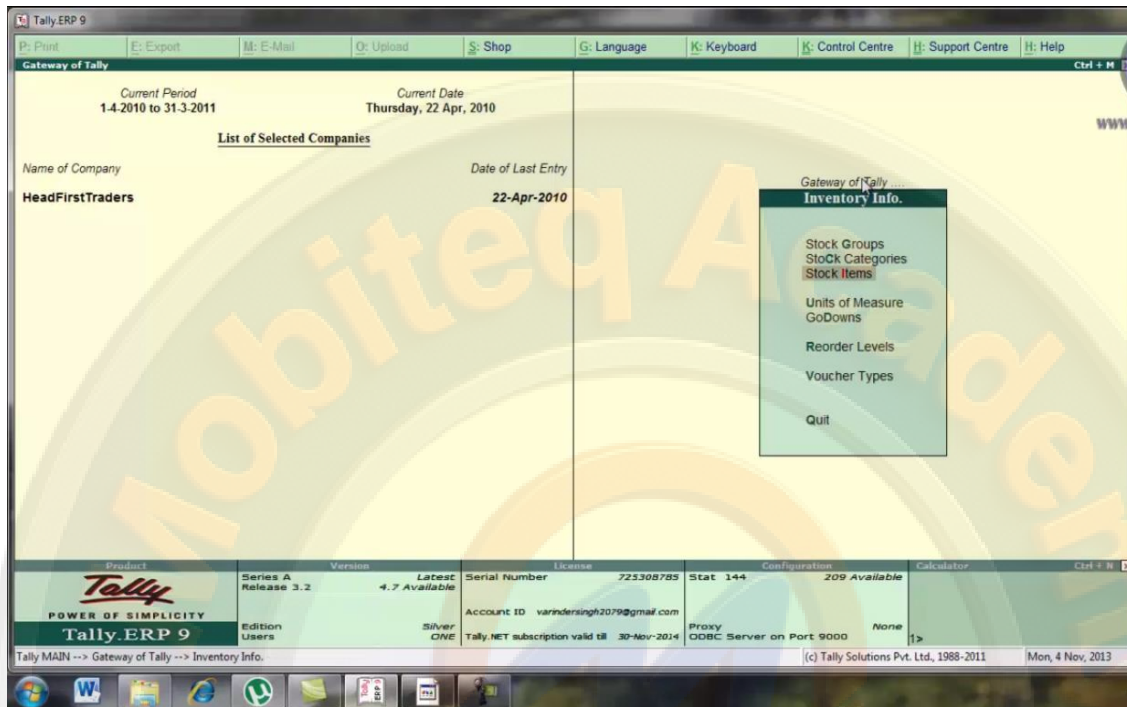 Tally.ERP 9
P: Print E: Export M: E-Mail O: Upload S: Shop G: Language K: Keyboard K: Control Centre H: Support Centre H: Help
Gateway of Tally Ctrl + M
Current Period Current Date
1-4-2010 to 31-3-2011 Thursday, 22 Apr, 2010
List of Selected Companies
Name of Company Date of Last Entry
HeadFirstTraders 22-Apr-2010
www
Gateway of Tally ....
Inventory Info.
Stock Groups
StoCk Categories
Stock Items
Units of Measure
GoDowns
Reorder Levels
Voucher Types
Quit
Mobiteq Academ
Product Version License Configuration Calculator Ctrl + N
Tally
POWER OF SIMPLICITY
Tally.ERP 9
Series A Latest
Release 3.2 4.7 Available
Edition Silver
Users ONE
Serial Number 725308785
Account ID varindersingh2079@gmail.com
Tally.NET subscription valid till 30-Nov-2014
Stat 144 209 Available
Proxy None
ODBC Server on Port 9000
1>
Tally MAIN --> Gateway of Tally --> Inventory Info. (c) Tally Solutions Pvt. Ltd., 1988-2011 Mon, 4 Nov, 2013